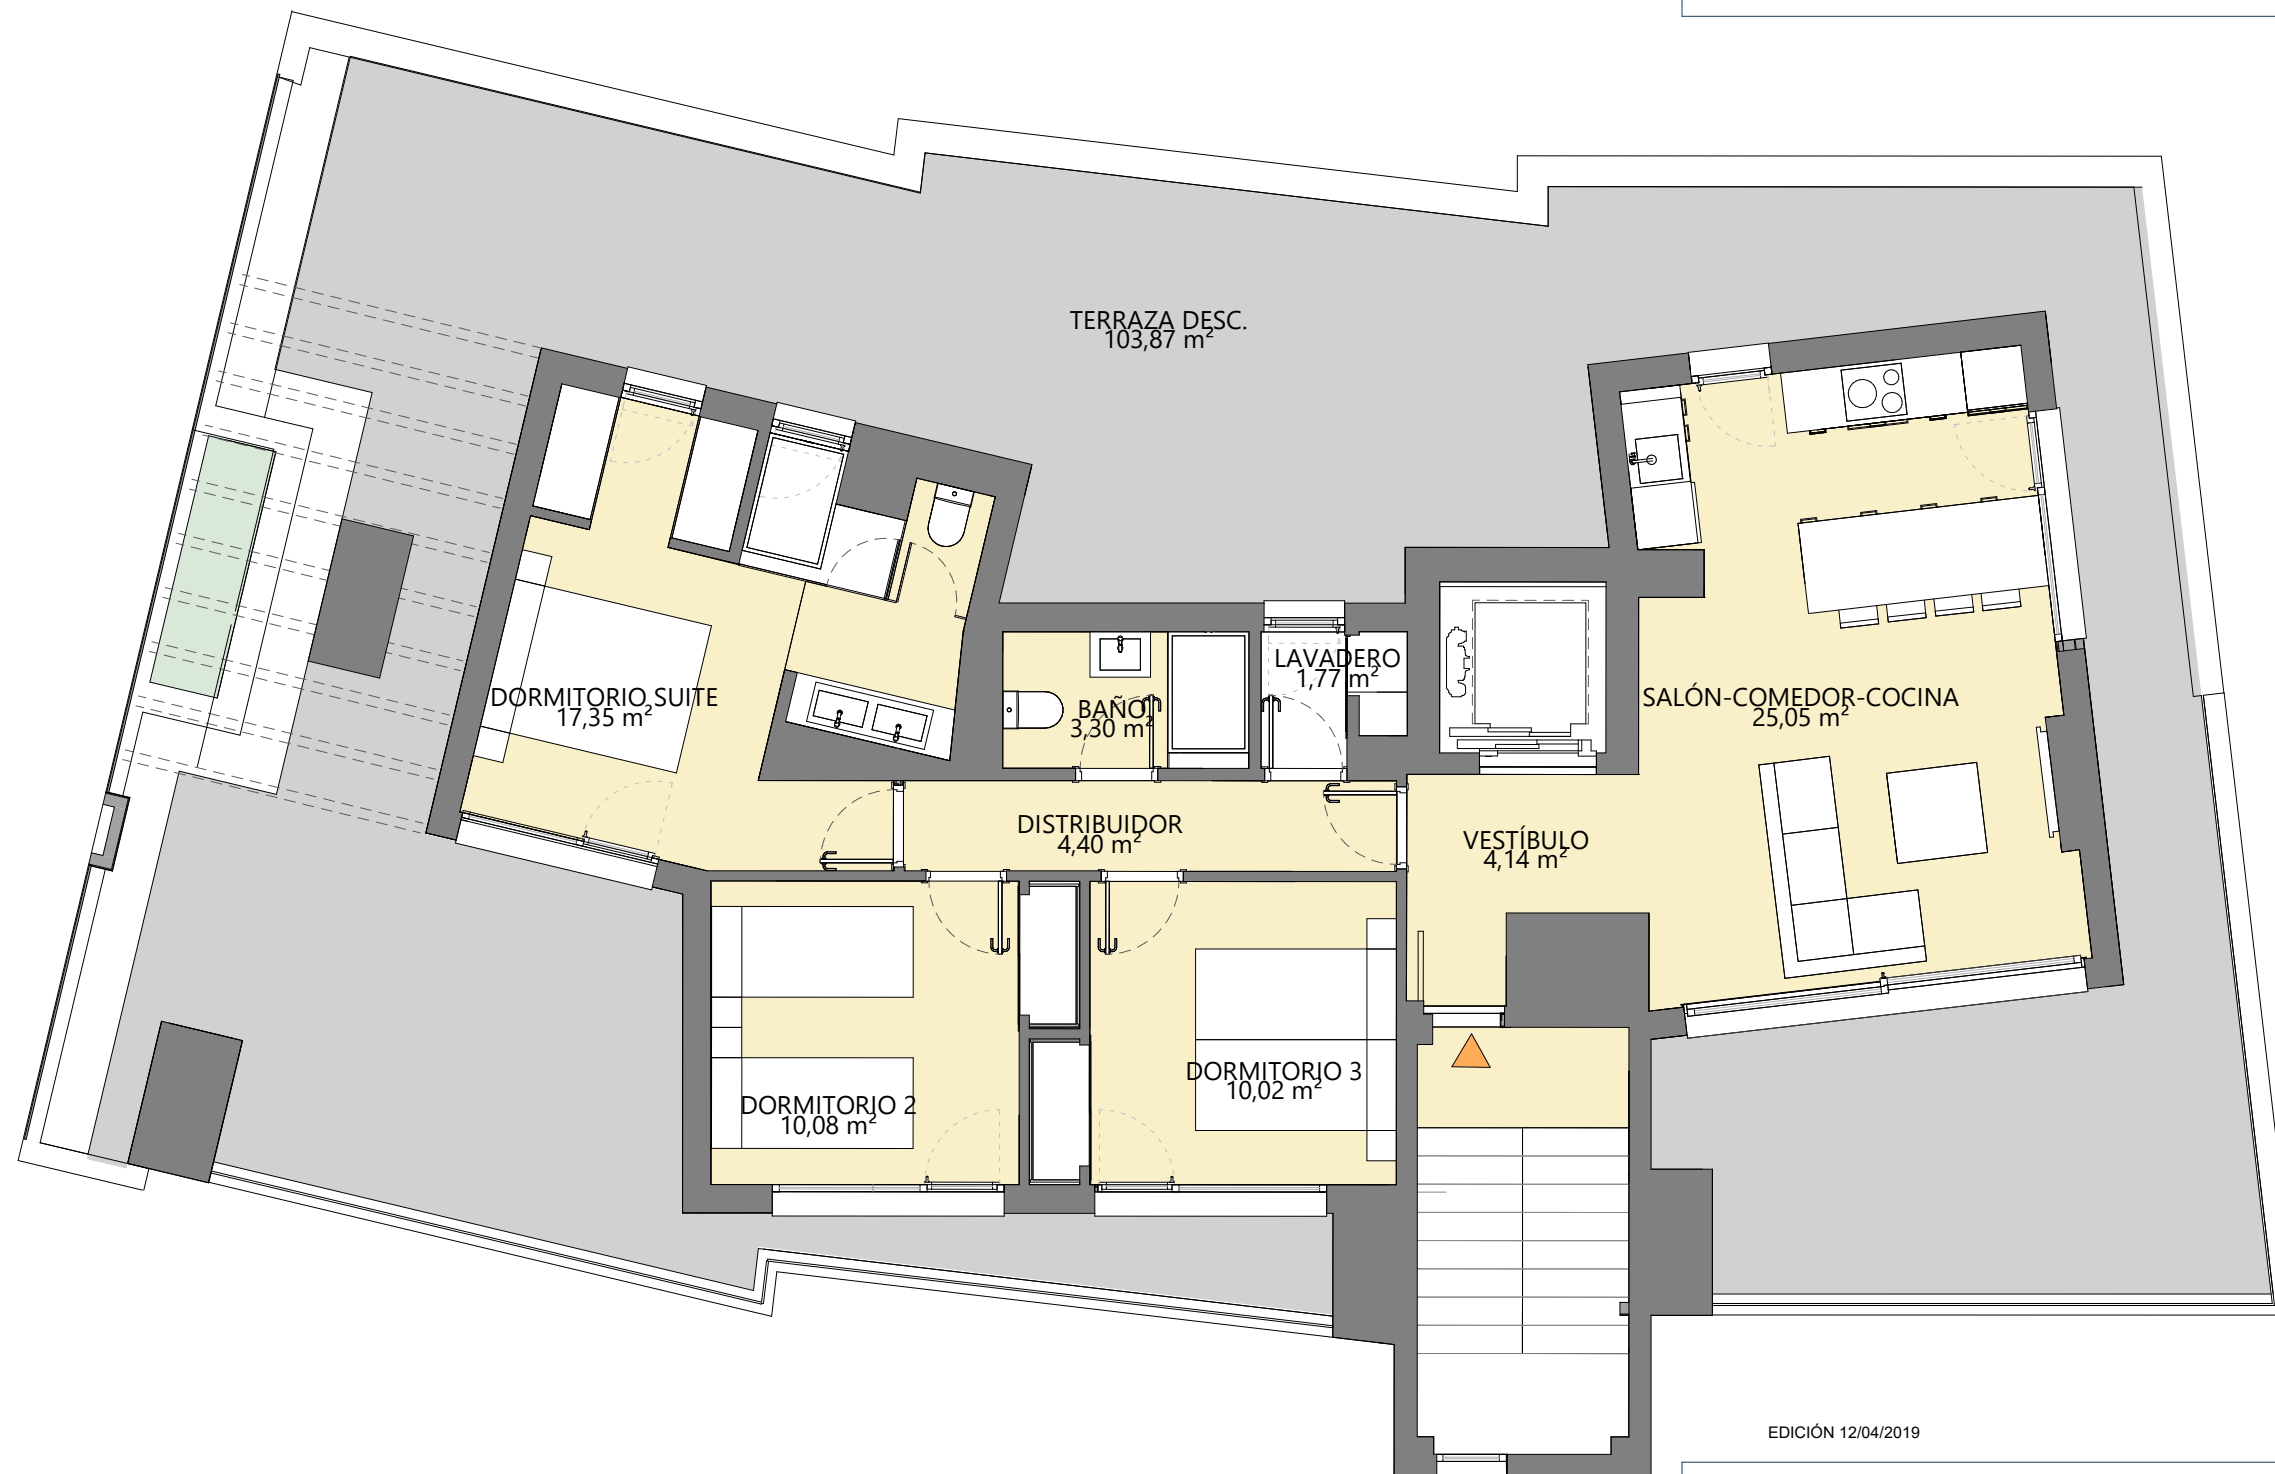 TERRAZA DESC.
103,87 m²
DORMITORIO SUITE
17,35 m²
BAÑO
3,30 m²
LAVADERO
1,77 m²
SALÓN-COMEDOR-COCINA
25,05 m²
DISTRIBUIDOR
4,40 m²
VESTÍBULO
4,14 m²
DORMITORIO 2
10,08 m²
DORMITORIO 3
10,02 m²
EDICIÓN 12/04/2019